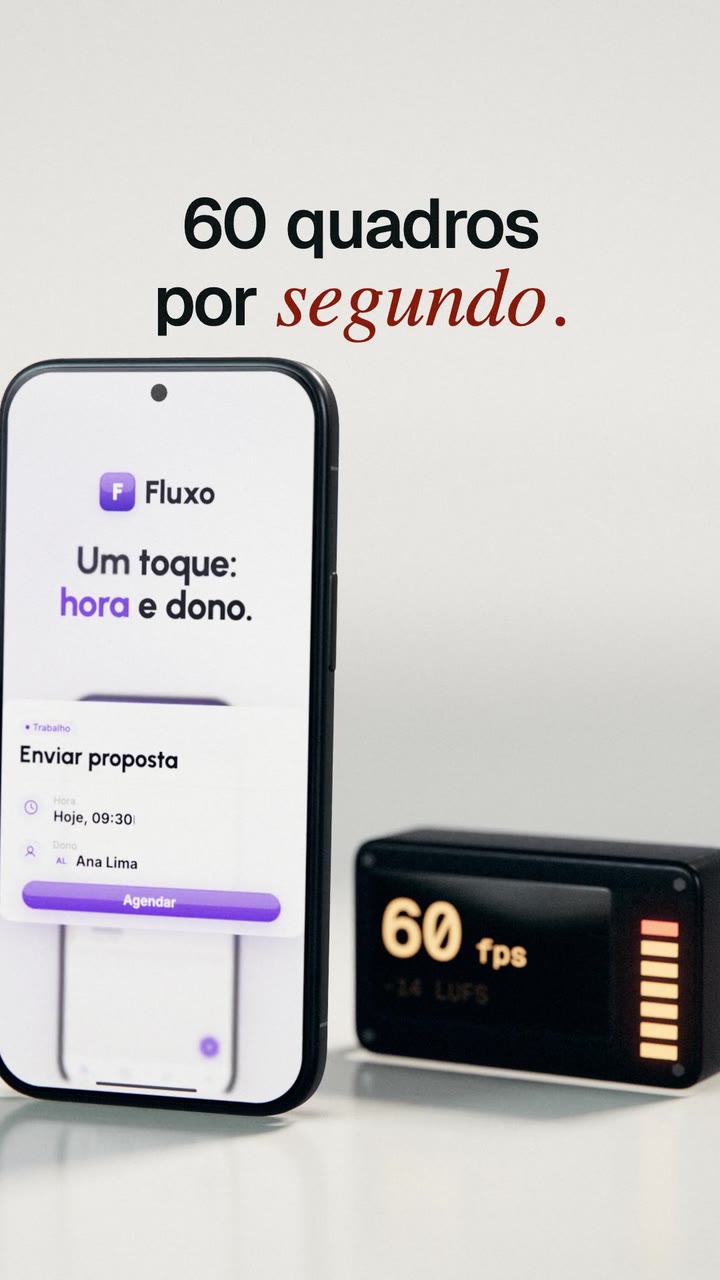 60 quadros
por segundo.
F Fluxo
Um toque:
hora e dono.
Trabalho
Enviar proposta
Hora
Hoje, 09:30
Dono
AL Ana Lima
Agendar
60 fps
-14 LUFS